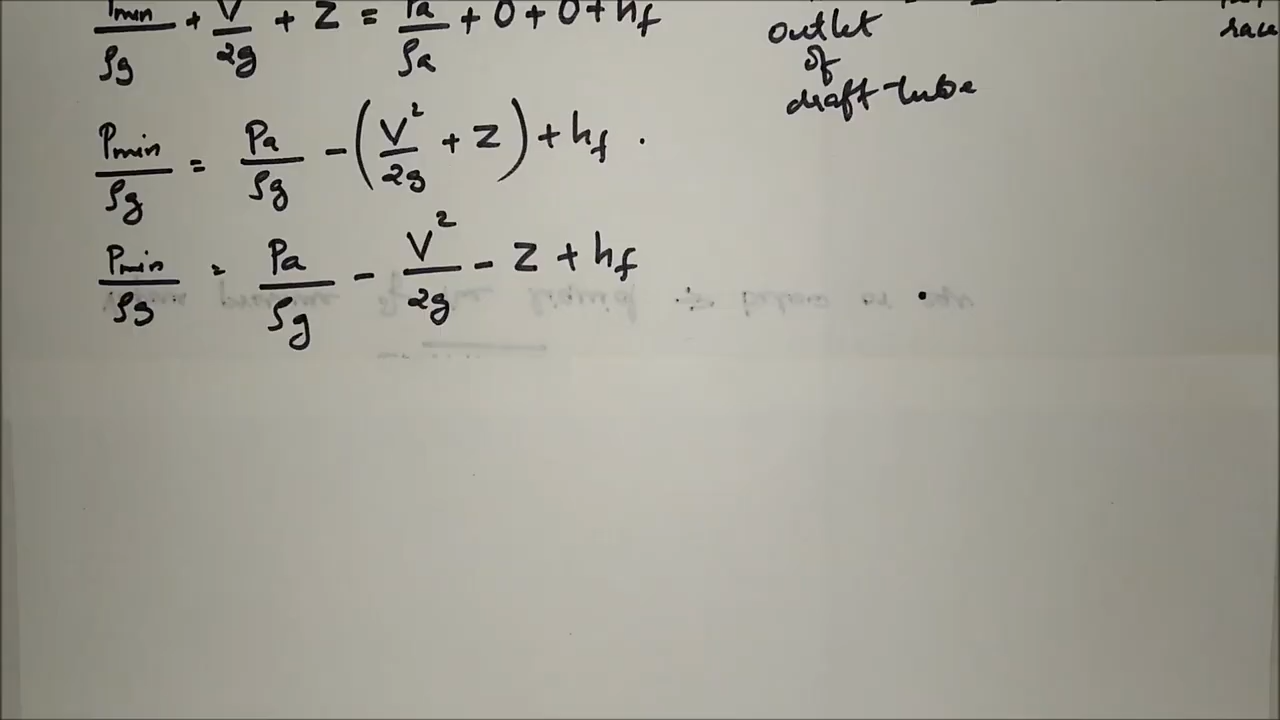 Pmin/ρg + V/2g + Z = Pa/ρa + 0 + 0 + hf
outlet
of
draft-tube
race
Pmin/ρg = Pa/ρg - (V²/2g + Z) + hf .
Pmin/ρg = Pa/ρg - V²/2g - Z + hf